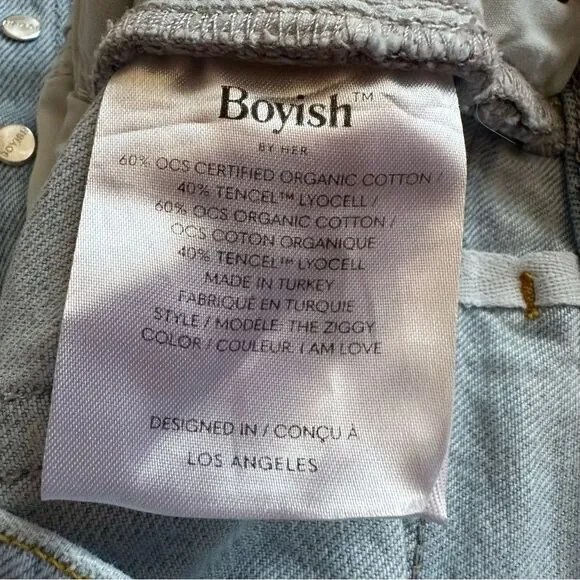 Boyish™
BY HER
60% OCS CERTIFIED ORGANIC COTTON /
40% TENCEL™ LYOCELL /
60% OCS ORGANIC COTTON /
OCS COTON ORGANIQUE
40% TENCEL™ LYOCELL
MADE IN TURKEY
FABRIQUÉ EN TURQUIE
STYLE / MODÈLE: THE ZIGGY
COLOR / COULEUR: I AM LOVE
DESIGNED IN / CONÇU À
LOS ANGELES